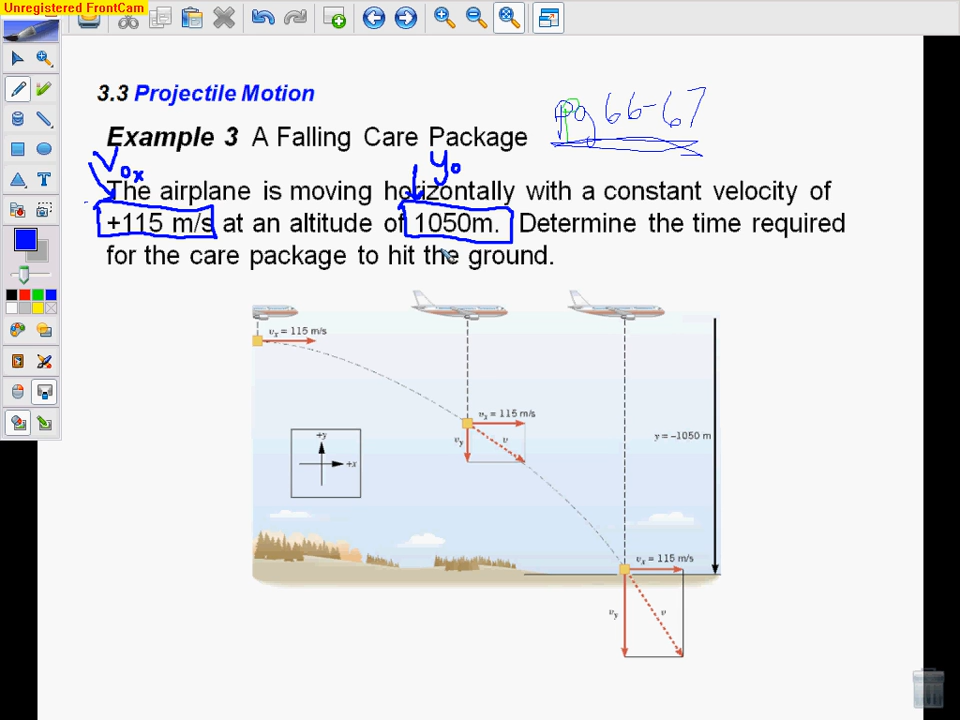 Unregistered FrontCam
3.3 Projectile Motion
pg 66-67
Example 3 A Falling Care Package
Vox
yo
The airplane is moving horizontally with a constant velocity of
+115 m/s at an altitude of 1050m. Determine the time required
for the care package to hit the ground.
vx = 115 m/s
vx = 115 m/s
vy
v
y = –1050 m
+y
+x
vx = 115 m/s
vy
v
T